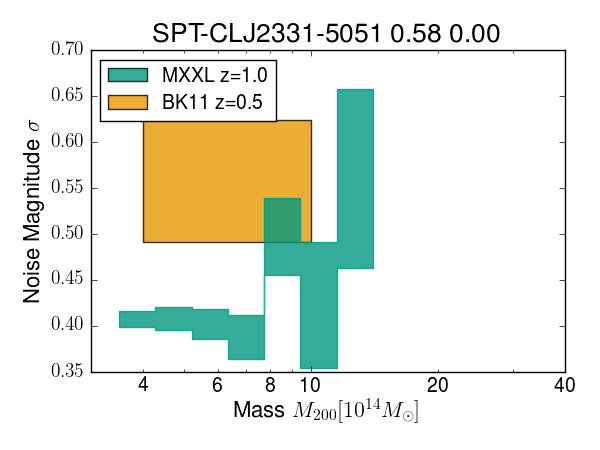 SPT-CLJ2331-5051 0.58 0.00
0.70
0.65
0.60
0.55
0.50
0.45
0.40
0.35
Noise Magnitude σ
MXXL z=1.0
BK11 z=0.5
4 6 8 10 20 40
Mass M₂₀₀[10¹⁴M☉]